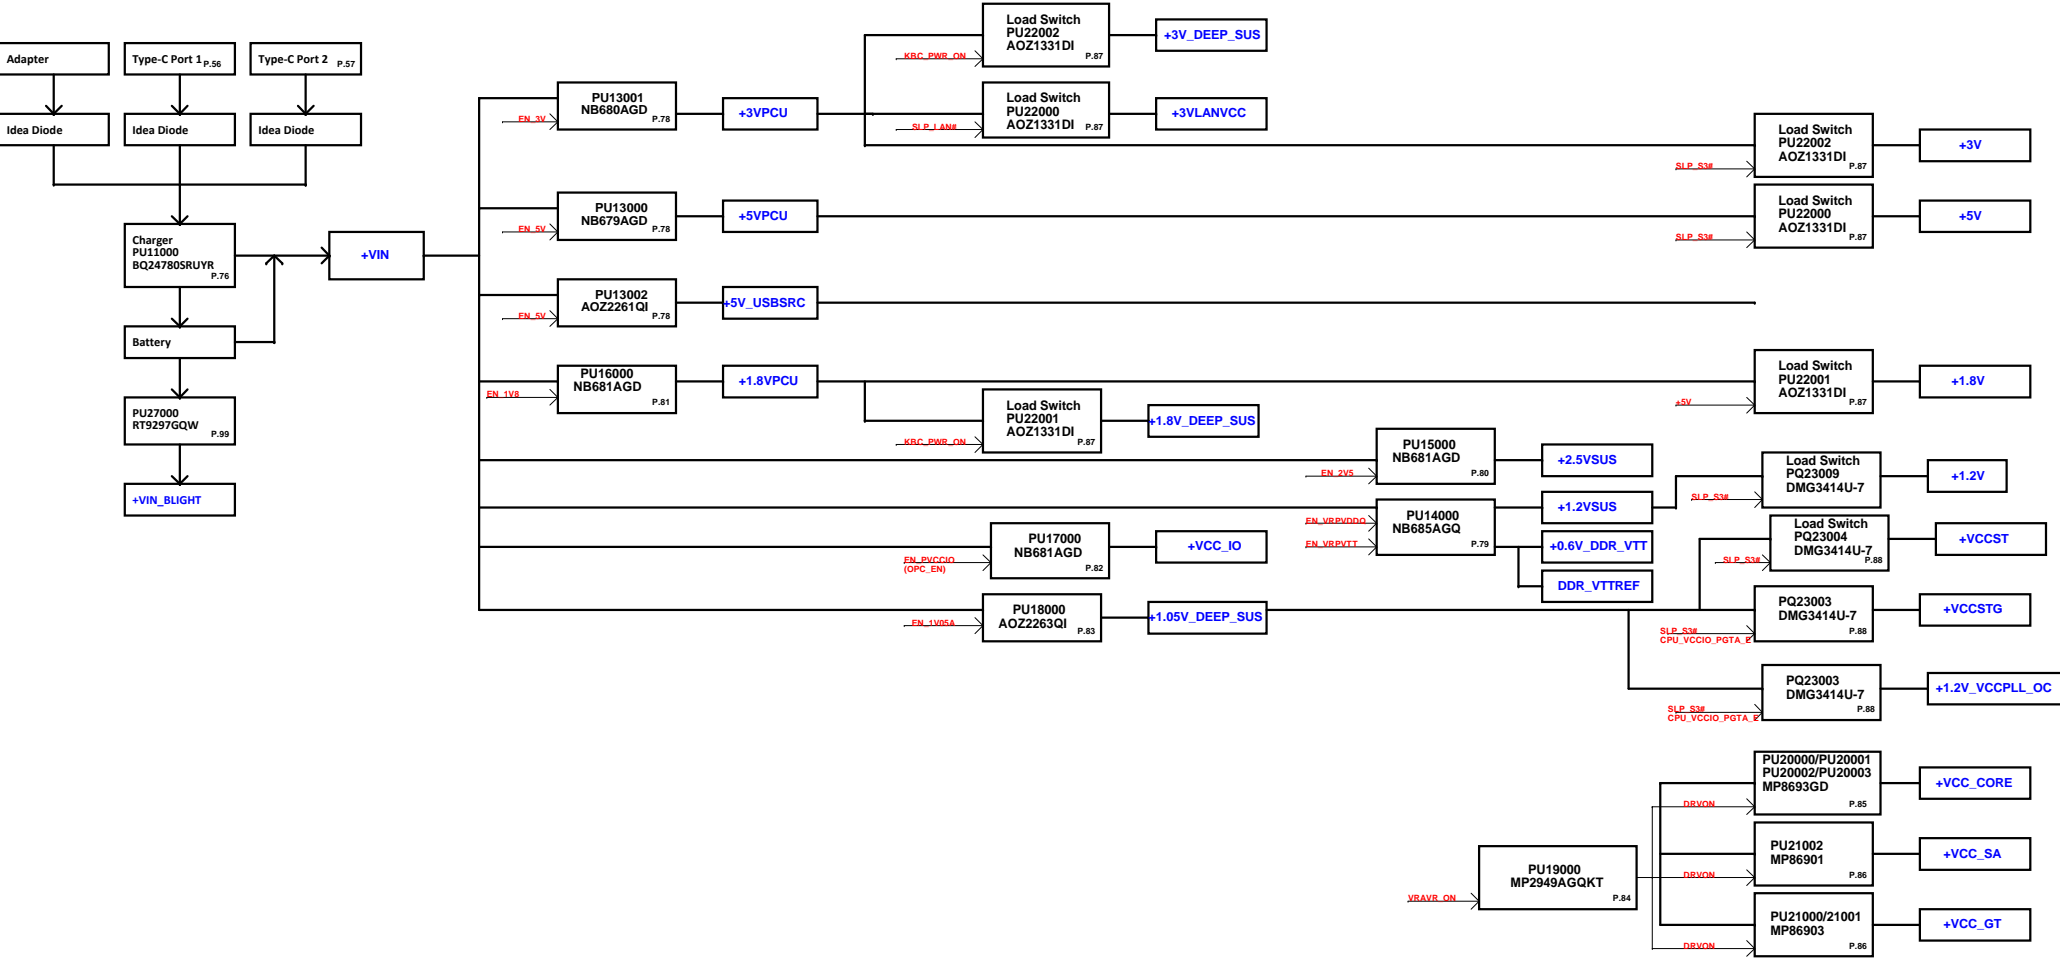 Adapter
Type-C Port 1 P.56
Type-C Port 2 P.57
Idea Diode
Idea Diode
Idea Diode
Charger
PU11000
BQ24780SRUYR
P.76
Battery
PU27000
RT9297GQW
P.99
+VIN_BLIGHT
+VIN
EN_3V
PU13001
NB680AGD
P.78
+3VPCU
KBC_PWR_ON
Load Switch
PU22002
AOZ1331DI
P.87
+3V_DEEP_SUS
SLP_LAN#
Load Switch
PU22000
AOZ1331DI
P.87
+3VLANVCC
SLP_S3#
Load Switch
PU22002
AOZ1331DI
P.87
+3V
EN_5V
PU13000
NB679AGD
P.78
+5VPCU
SLP_S3#
Load Switch
PU22000
AOZ1331DI
P.87
+5V
EN_5V
PU13002
AOZ2261QI
P.78
+5V_USBSRC
EN_1V8
PU16000
NB681AGD
P.81
+1.8VPCU
+5V
Load Switch
PU22001
AOZ1331DI
P.87
+1.8V
KBC_PWR_ON
Load Switch
PU22001
AOZ1331DI
P.87
+1.8V_DEEP_SUS
EN_2V5
PU15000
NB681AGD
P.80
+2.5VSUS
EN_VRPVDDQ
EN_VRPVTT
PU14000
NB685AGQ
P.79
+1.2VSUS
+0.6V_DDR_VTT
DDR_VTTREF
SLP_S3#
Load Switch
PQ23009
DMG3414U-7
+1.2V
EN_PVCCIO
(OPC_EN)
PU17000
NB681AGD
P.82
+VCC_IO
SLP_S3#
Load Switch
PQ23004
DMG3414U-7
P.88
+VCCST
EN_1V05A
PU18000
AOZ2263QI
P.83
+1.05V_DEEP_SUS
SLP_S3#
CPU_VCCIO_PGTA_E
PQ23003
DMG3414U-7
P.88
+VCCSTG
SLP_S3#
CPU_VCCIO_PGTA_E
PQ23003
DMG3414U-7
P.88
+1.2V_VCCPLL_OC
VRAVR_ON
PU19000
MP2949AGQKT
P.84
DRVON
PU20000/PU20001
PU20002/PU20003
MP8693GD
P.85
+VCC_CORE
DRVON
PU21002
MP86901
P.86
+VCC_SA
DRVON
PU21000/21001
MP86903
P.86
+VCC_GT